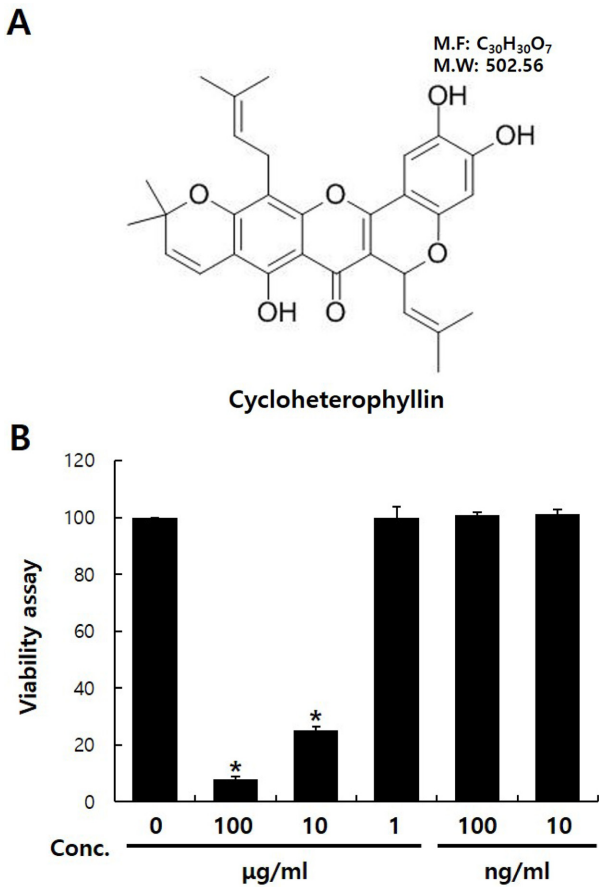 A
M.F: C₃₀H₃₀O₇
M.W: 502.56
OH
OH
O
O
O
OH
O
Cycloheterophyllin
B
120
100
80
60
40
20
0
Viability assay
*
*
0 100 10 1 100 10
Conc.
μg/ml ng/ml